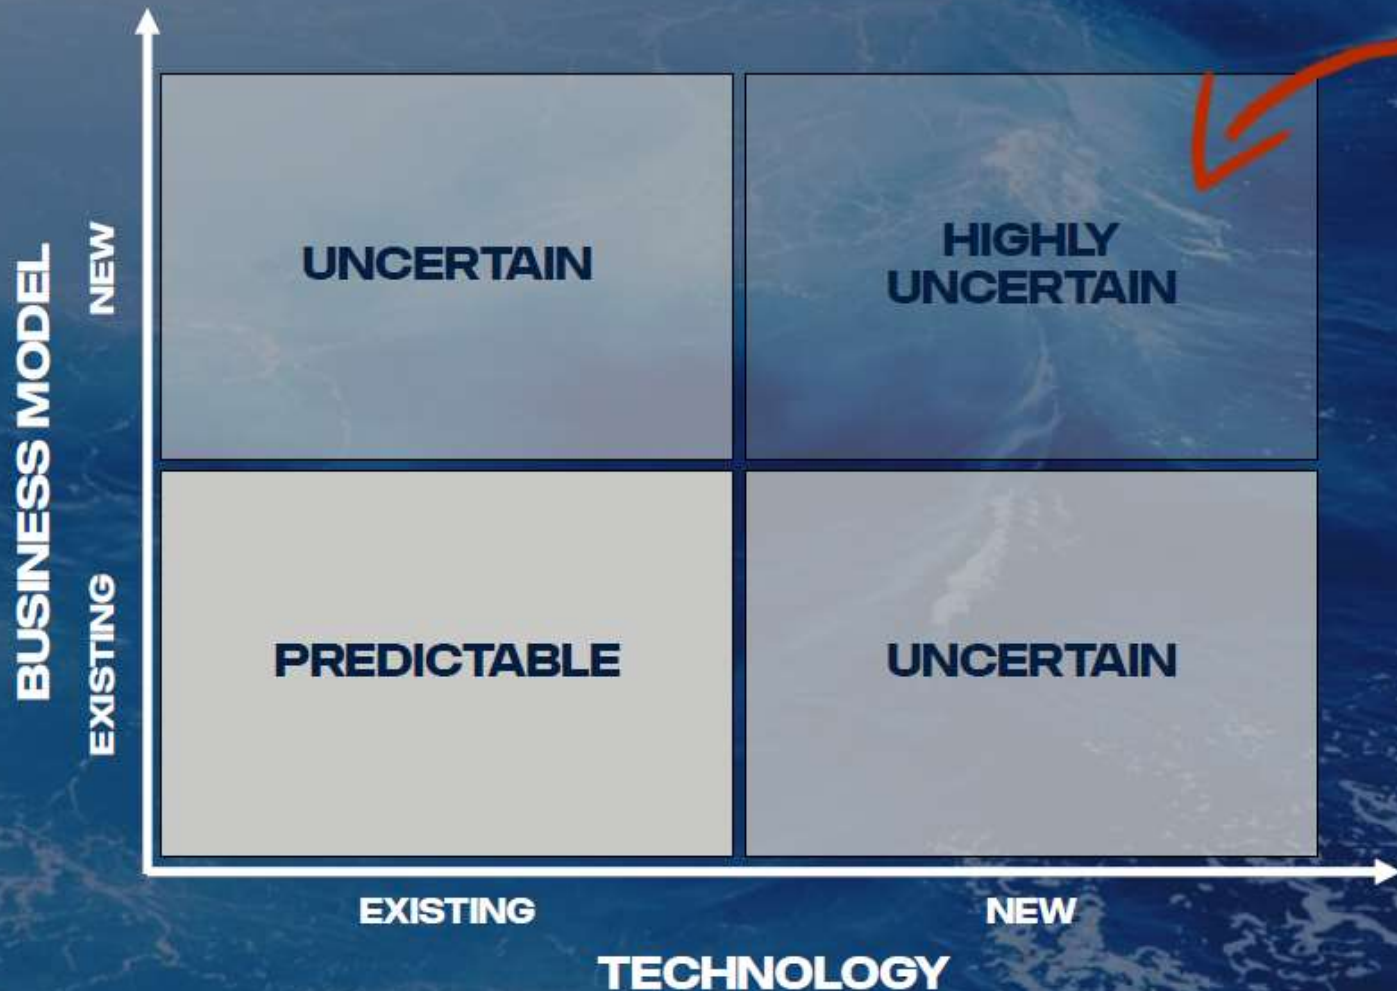 BUSINESS MODEL
NEW
EXISTING
UNCERTAIN
HIGHLY
UNCERTAIN
PREDICTABLE
UNCERTAIN
EXISTING
NEW
TECHNOLOGY